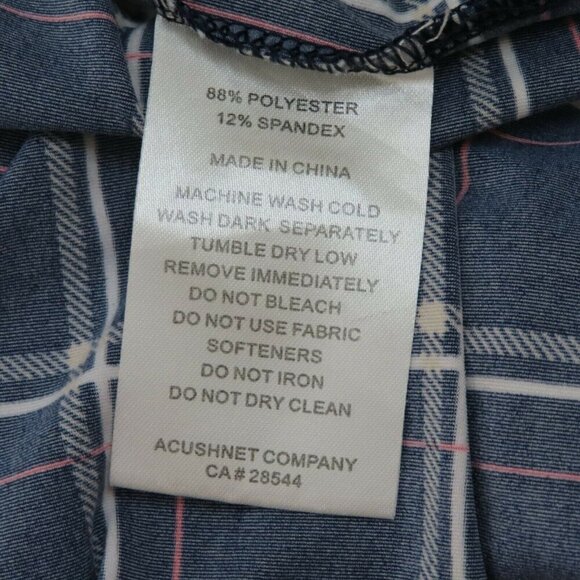 88% POLYESTER
12% SPANDEX
MADE IN CHINA
MACHINE WASH COLD
WASH DARK SEPARATELY
TUMBLE DRY LOW
REMOVE IMMEDIATELY
DO NOT BLEACH
DO NOT USE FABRIC
SOFTENERS
DO NOT IRON
DO NOT DRY CLEAN
ACUSHNET COMPANY
CA# 28544